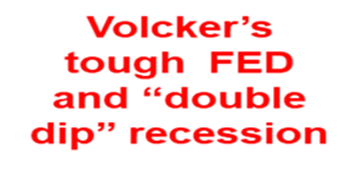 Volcker’s
tough  FED
and “double
dip” recession